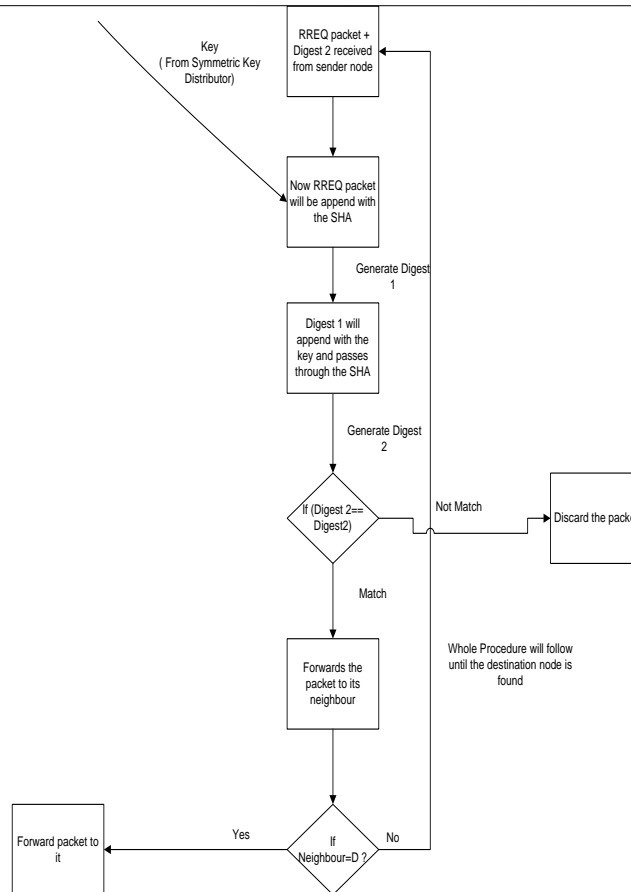 RREQ packet +
Digest 2 received
from sender node
Key
( From Symmetric Key
Distributor)
Now RREQ packet
will be append with
the SHA
Generate Digest
1
Digest 1 will
append with the
key and passes
through the SHA
Generate Digest
2
If (Digest 2==
Digest2)
Not Match
Discard the packe
Match
Whole Procedure will follow
until the destination node is
found
Forwards the
packet to its
neighbour
If
Neighbour=D ?
Yes
No
Forward packet to
it